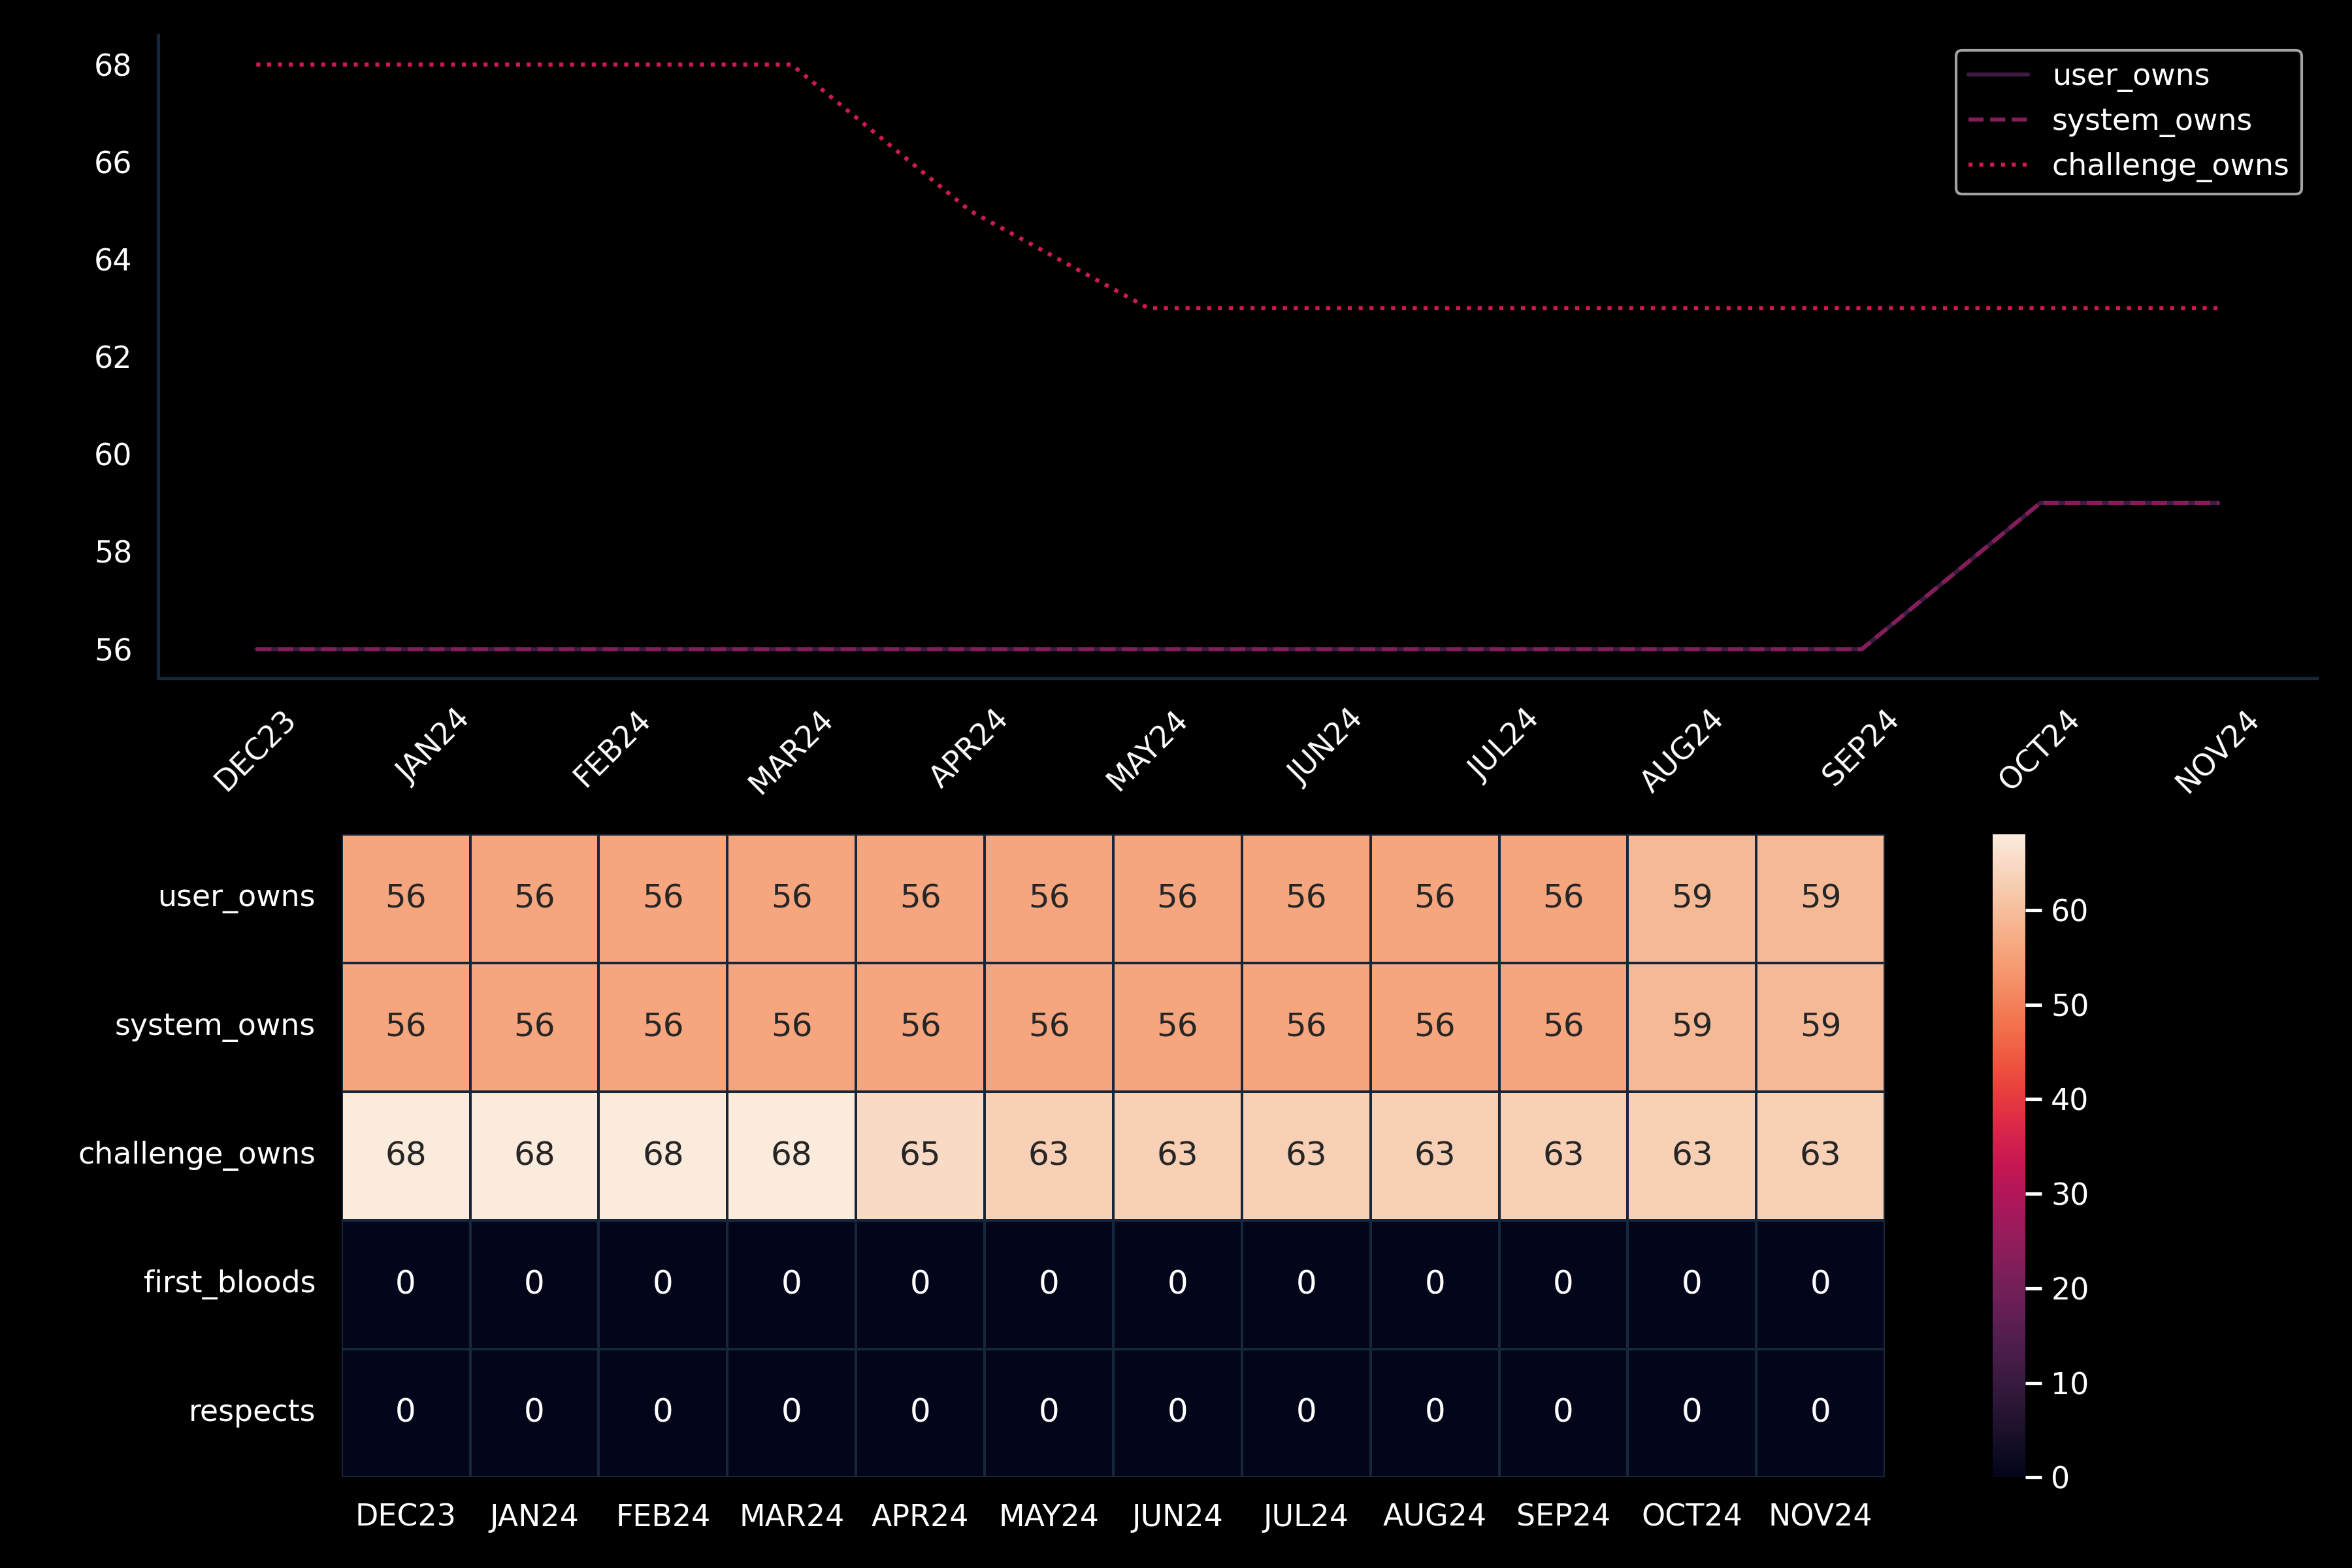 68
66
64
62
60
58
56
user_owns
system_owns
challenge_owns
DEC23 JAN24 FEB24 MAR24 APR24 MAY24 JUN24 JUL24 AUG24 SEP24 OCT24 NOV24
user_owns 56 56 56 56 56 56 56 56 56 56 59 59
system_owns 56 56 56 56 56 56 56 56 56 56 59 59
challenge_owns 68 68 68 68 65 63 63 63 63 63 63 63
first_bloods 0 0 0 0 0 0 0 0 0 0 0 0
respects 0 0 0 0 0 0 0 0 0 0 0 0
DEC23 JAN24 FEB24 MAR24 APR24 MAY24 JUN24 JUL24 AUG24 SEP24 OCT24 NOV24
60
50
40
30
20
10
0